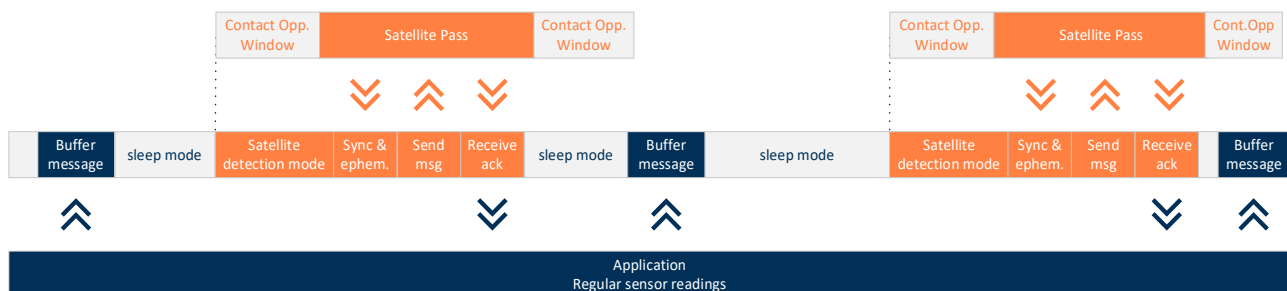 Contact Opp.
Window
Satellite Pass
Contact Opp.
Window
Contact Opp.
Window
Satellite Pass
Cont.Opp
Window
Buffer
message
sleep mode
Satellite
detection mode
Sync &
ephem.
Send
msg
Receive
ack
sleep mode
Buffer
message
sleep mode
Satellite
detection mode
Sync &
ephem.
Send
msg
Receive
ack
Buffer
message
Application
Regular sensor readings